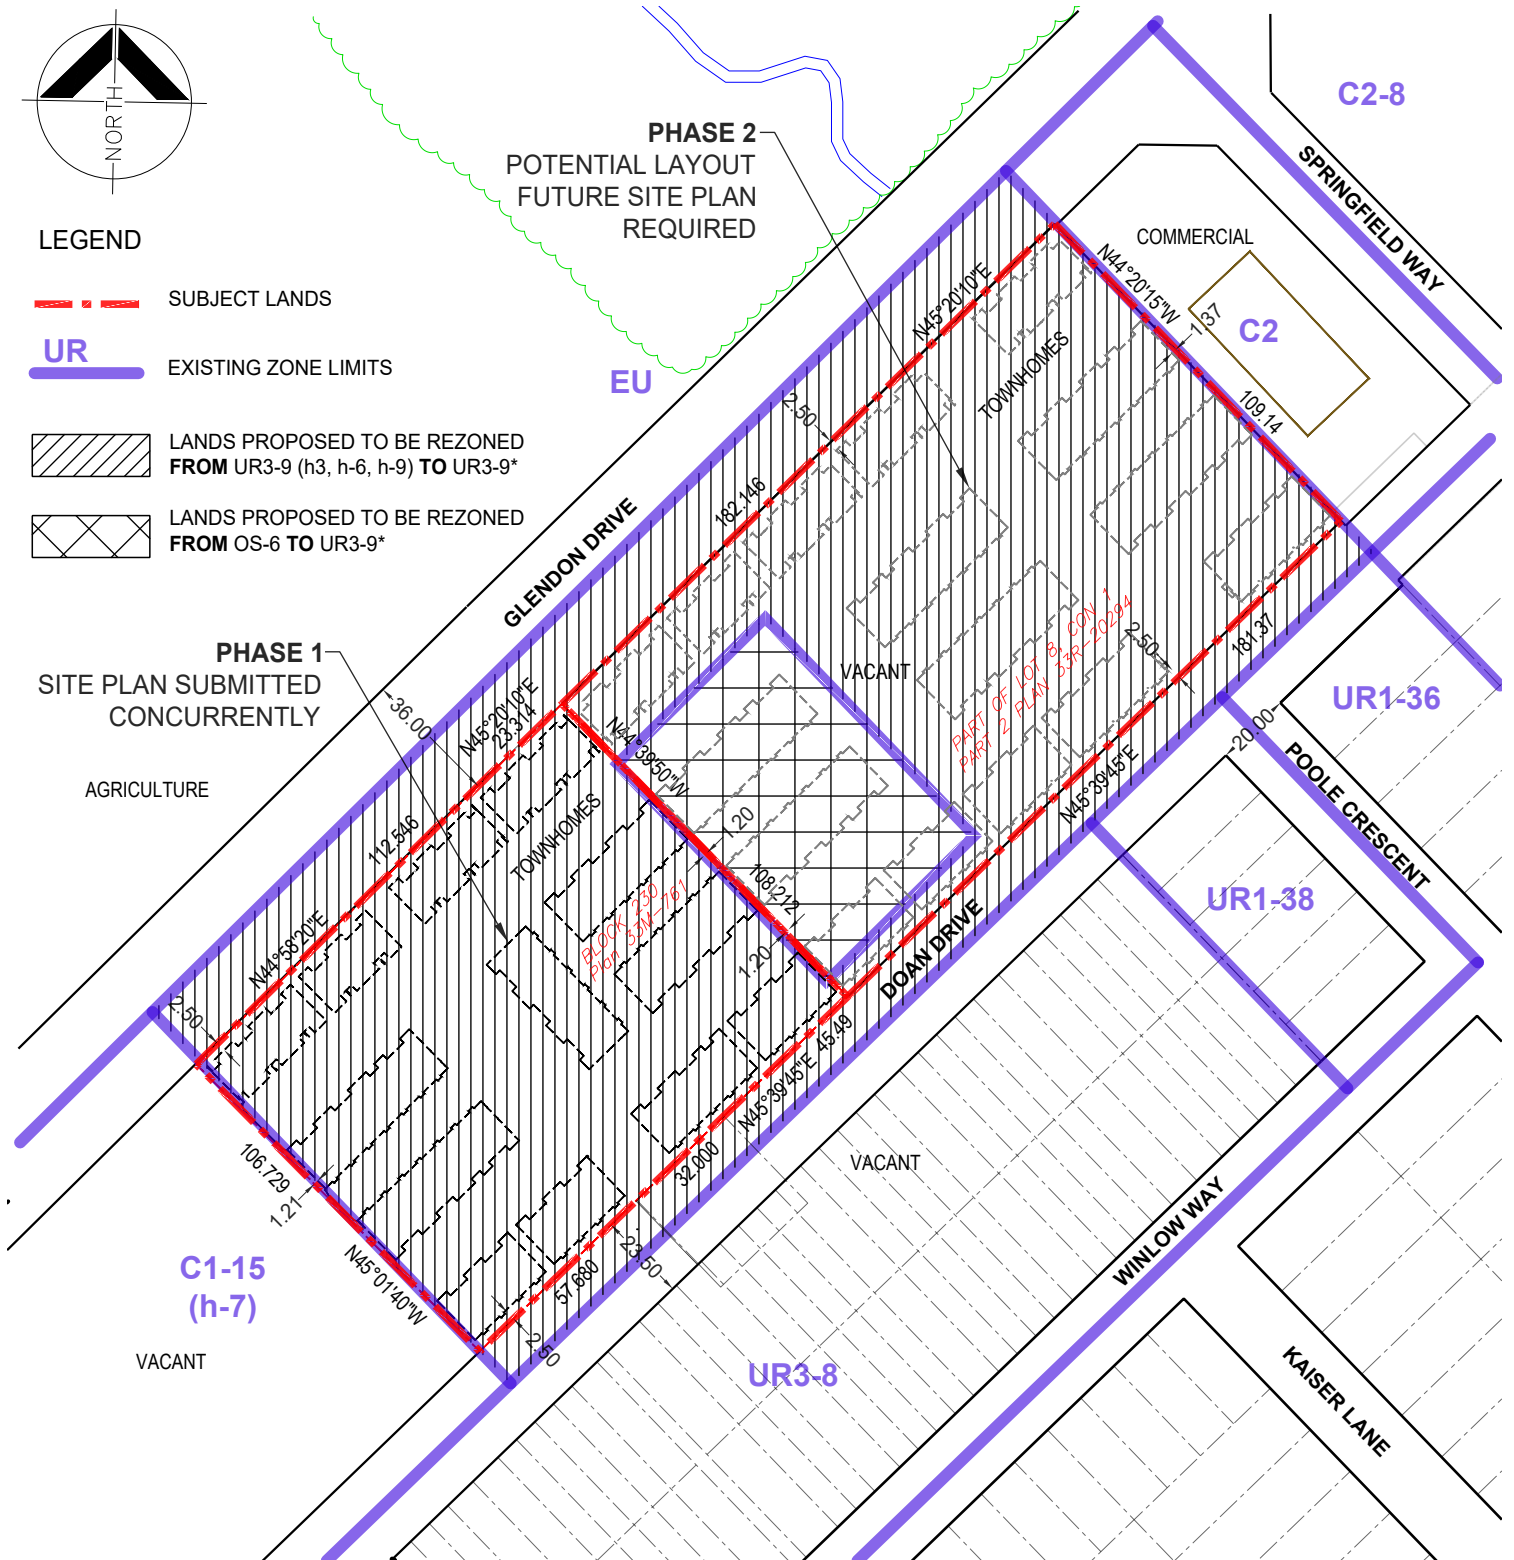 NORTH
LEGEND
SUBJECT LANDS
UR
EXISTING ZONE LIMITS
LANDS PROPOSED TO BE REZONED
FROM UR3-9 (h3, h-6, h-9) TO UR3-9*
LANDS PROPOSED TO BE REZONED
FROM OS-6 TO UR3-9*
PHASE 2
POTENTIAL LAYOUT
FUTURE SITE PLAN
REQUIRED
C2-8
SPRINGFIELD WAY
COMMERCIAL
C2
N44°20'15"W
1.37
109.14
N45°20'10"E
TOWNHOMES
EU
2.50
182.146
GLENDON DRIVE
PHASE 1
SITE PLAN SUBMITTED
CONCURRENTLY
36.00
N45°20'10"E
23.314
AGRICULTURE
VACANT
PART OF LOT 8, CON 1
PART 2 PLAN 33R-20294
2.50
181.37
UR1-36
20.00
POOLE CRESCENT
N44°39'50"W
1.20
108.212
1.20
N45°39'45"E
TOWNHOMES
112.546
BLOCK 230
Plan 33M-761
UR1-38
DOAN DRIVE
N44°58'20"E
2.50
45.49
N45°39'45"E
32.000
VACANT
106.729
1.21
N45°01'40"W
57.680
23.50
2.50
C1-15
(h-7)
VACANT
WINLOW WAY
UR3-8
KAISER LANE